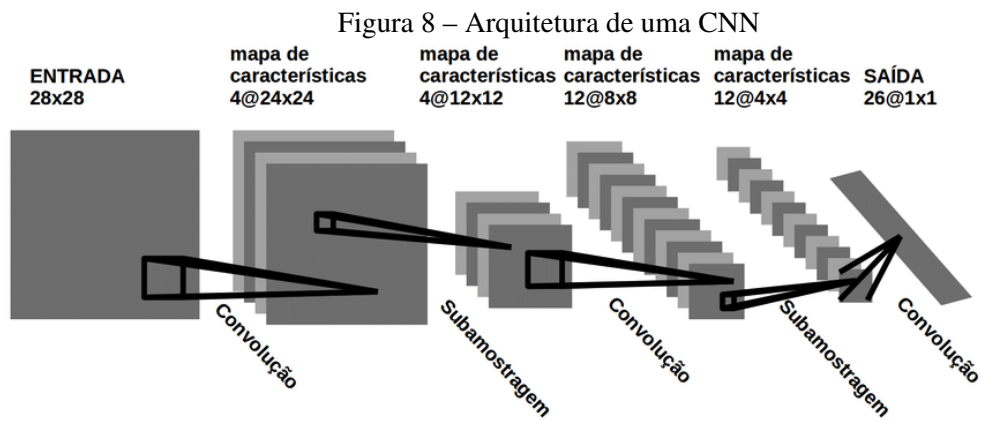 Figura 8 – Arquitetura de uma CNN
ENTRADA
28x28
mapa de
características
4@24x24
mapa de
características
4@12x12
mapa de
características
12@8x8
mapa de
características
12@4x4
SAÍDA
26@1x1
Convolução
Subamostragem
Convolução
Subamostragem
Convolução